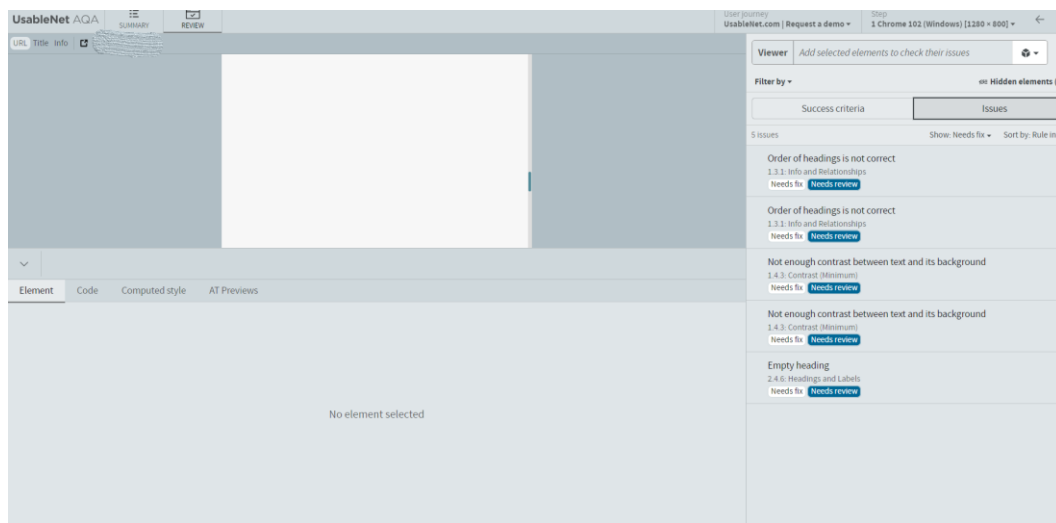 UsableNet AQA
SUMMARY
REVIEW
User journey
UsableNet.com | Request a demo
Step
1 Chrome 102 (Windows) [1280 × 800]
URL Title Info
Viewer
Add selected elements to check their issues
Filter by
Hidden elements (
Success criteria
Issues
5 issues
Show: Needs fix
Sort by: Rule in
Order of headings is not correct
1.3.1: Info and Relationships
Needs fix Needs review
Order of headings is not correct
1.3.1: Info and Relationships
Needs fix Needs review
Not enough contrast between text and its background
1.4.3: Contrast (Minimum)
Needs fix Needs review
Not enough contrast between text and its background
1.4.3: Contrast (Minimum)
Needs fix Needs review
Empty heading
2.4.6: Headings and Labels
Needs fix Needs review
Element Code Computed style AT Previews
No element selected